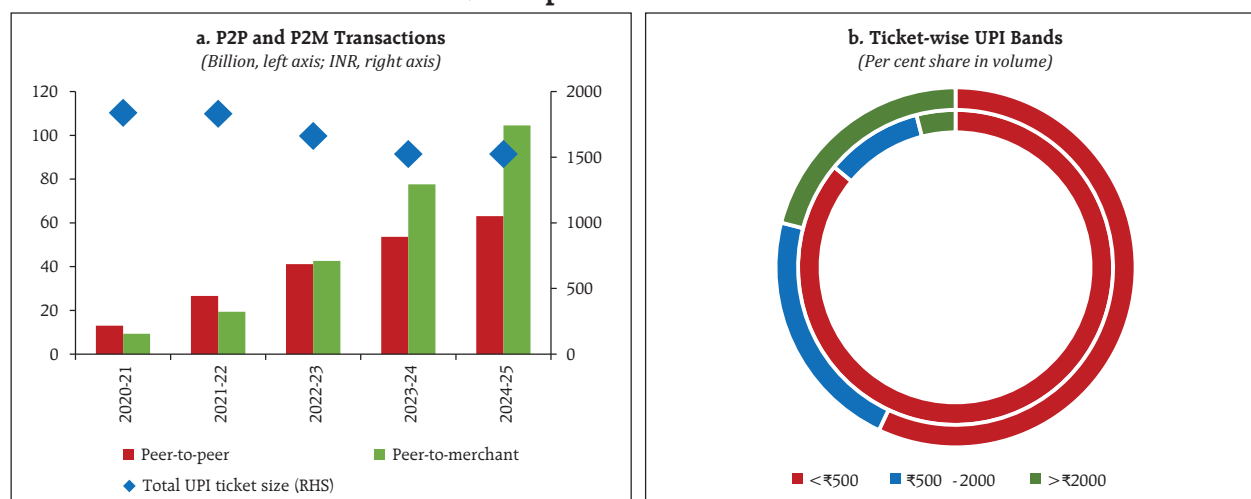 a. P2P and P2M Transactions
(Billion, left axis; INR, right axis)
120
100
80
60
40
20
0
2000
1500
1000
500
0
2020-21
2021-22
2022-23
2023-24
2024-25
Peer-to-peer
Peer-to-merchant
Total UPI ticket size (RHS)
b. Ticket-wise UPI Bands
(Per cent share in volume)
<₹500
₹500 - 2000
>₹2000